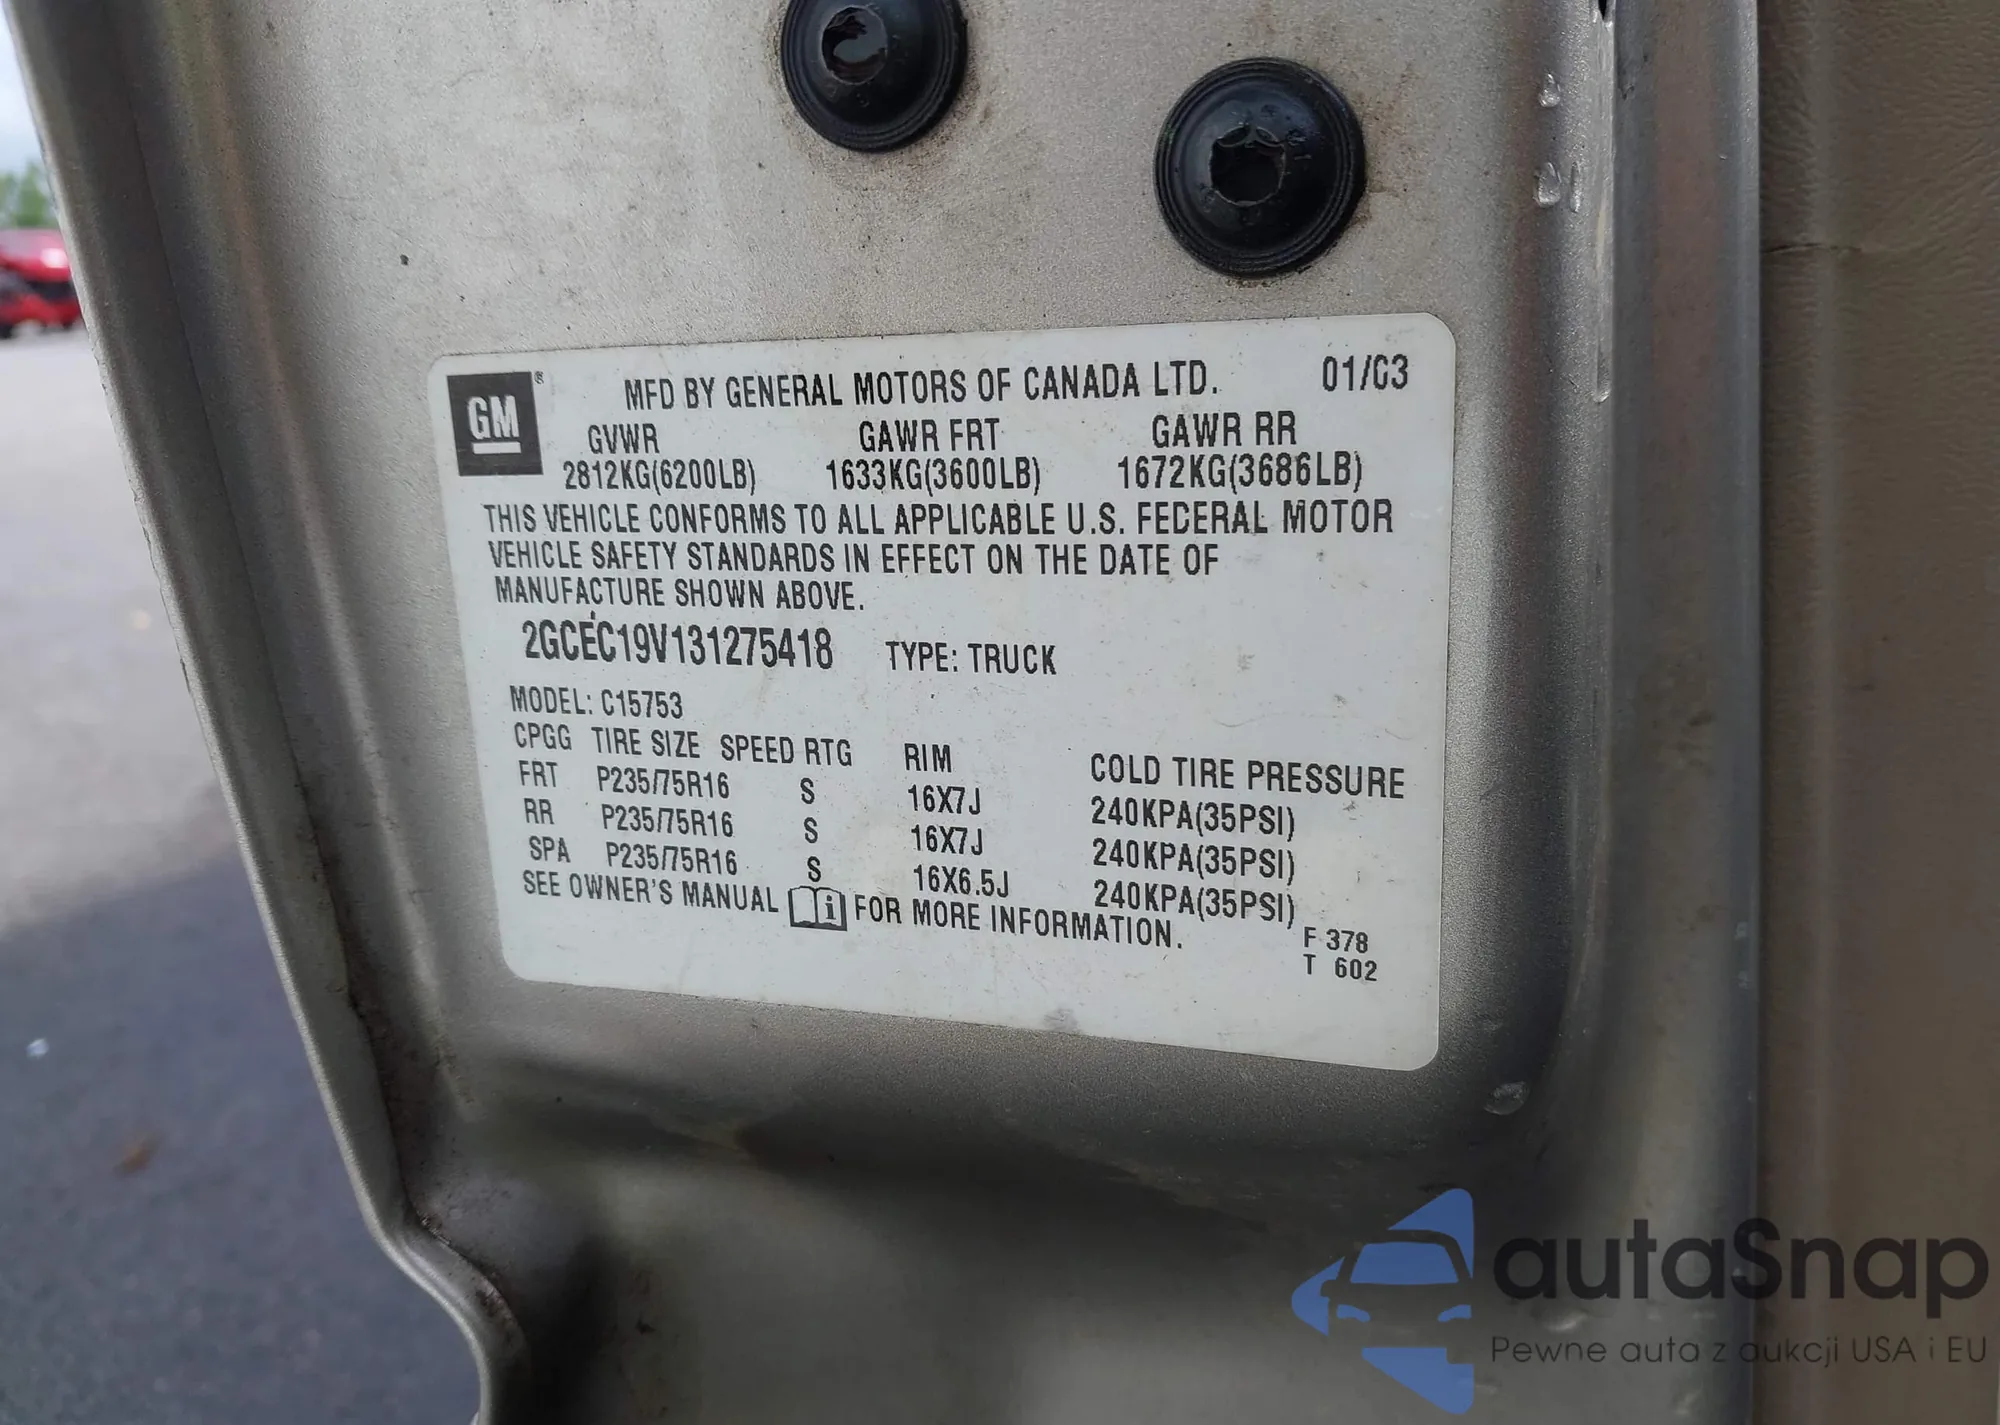 GM® MFD BY GENERAL MOTORS OF CANADA LTD. 01/03
GVWR GAWR FRT GAWR RR
2812KG(6200LB) 1633KG(3600LB) 1672KG(3686LB)
THIS VEHICLE CONFORMS TO ALL APPLICABLE U.S. FEDERAL MOTOR
VEHICLE SAFETY STANDARDS IN EFFECT ON THE DATE OF
MANUFACTURE SHOWN ABOVE.
2GCEC19V131275418 TYPE: TRUCK
MODEL: C15753
CPGG TIRE SIZE SPEED RTG RIM COLD TIRE PRESSURE
FRT P235/75R16 S 16X7J 240KPA(35PSI)
RR P235/75R16 S 16X7J 240KPA(35PSI)
SPA P235/75R16 S 16X6.5J 240KPA(35PSI)
SEE OWNER'S MANUAL i FOR MORE INFORMATION.
F 378
T 602
autaSnap
Pewne auta z aukcji USA i EU